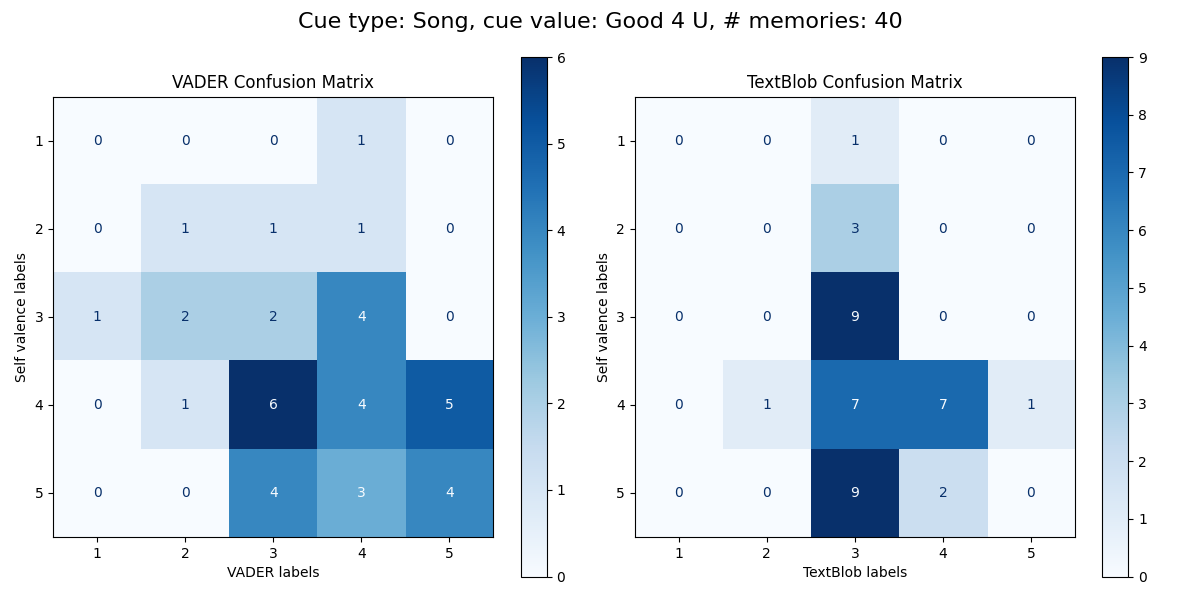 Cue type: Song, cue value: Good 4 U, # memories: 40
VADER Confusion Matrix
Self valence labels
1 0 0 0 1 0
2 0 1 1 1 0
3 1 2 2 4 0
4 0 1 6 4 5
5 0 0 4 3 4
1 2 3 4 5
VADER labels
6
5
4
3
2
1
0
TextBlob Confusion Matrix
Self valence labels
1 0 0 1 0 0
2 0 0 3 0 0
3 0 0 9 0 0
4 0 1 7 7 1
5 0 0 9 2 0
1 2 3 4 5
TextBlob labels
9
8
7
6
5
4
3
2
1
0